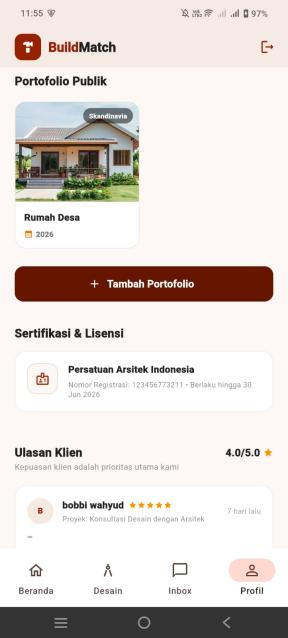 11:55
97%
BuildMatch
Portofolio Publik
Skandinavia
Rumah Desa
2026
+ Tambah Portofolio
Sertifikasi & Lisensi
Persatuan Arsitek Indonesia
Nomor Registrasi: 123456773211 • Berlaku hingga 30
Jun 2026
Ulasan Klien 4.0/5.0
Kepuasan klien adalah prioritas utama kami
B
bobbi wahyud
7 hari lalu
Proyek: Konsultasi Desain dengan Arsitek
Beranda Desain Inbox Profil